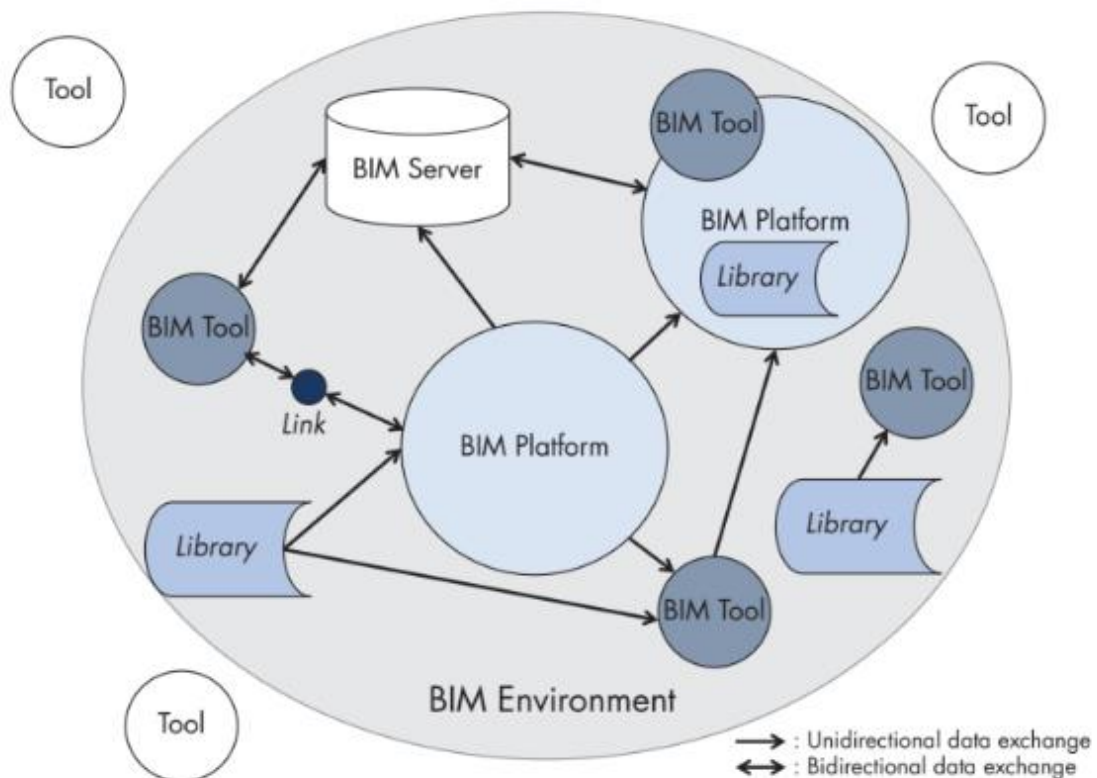 Tool
BIM Tool
Tool
BIM Server
BIM Platform
Library
BIM Tool
BIM Tool
Link
BIM Platform
Library
Library
BIM Tool
BIM Environment
Tool
: Unidirectional data exchange
: Bidirectional data exchange